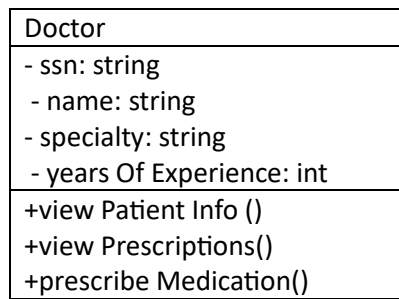 Doctor
- ssn: string
- name: string
- specialty: string
- years Of Experience: int
+view Patient Info ()
+view Prescriptions()
+prescribe Medication()